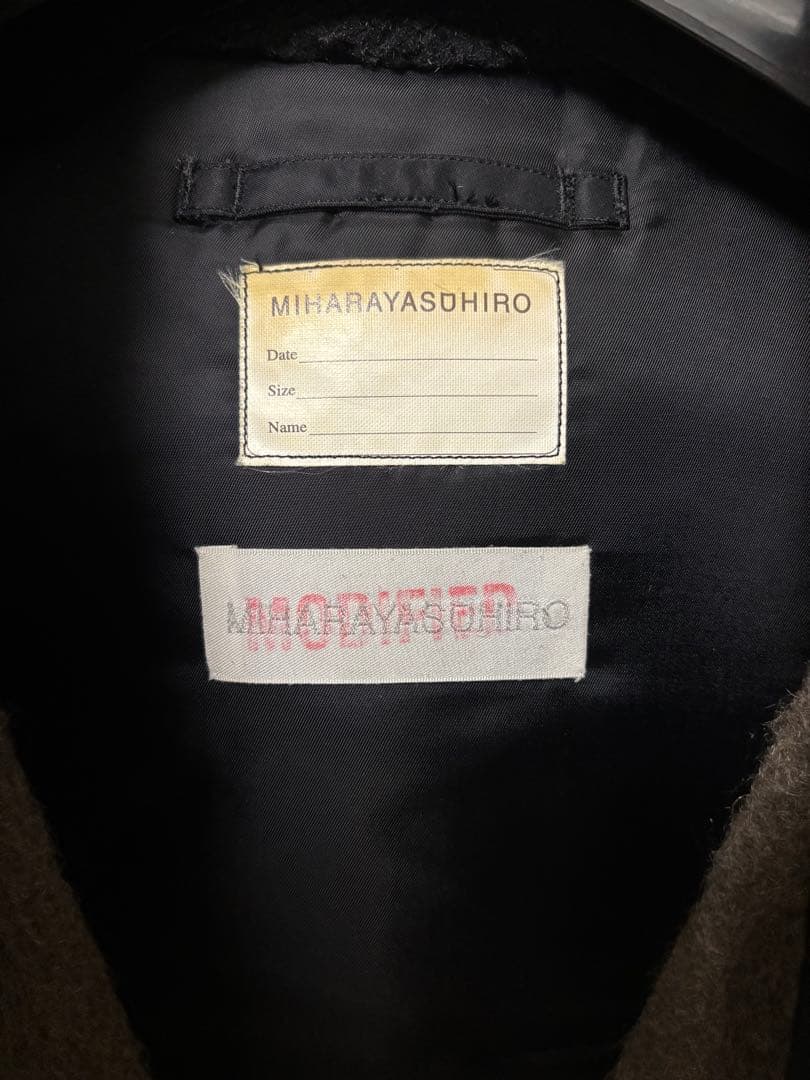 MIHARAYASUHIRO
Date
Size
Name
MODIFIED
MIHARAYASUHIRO